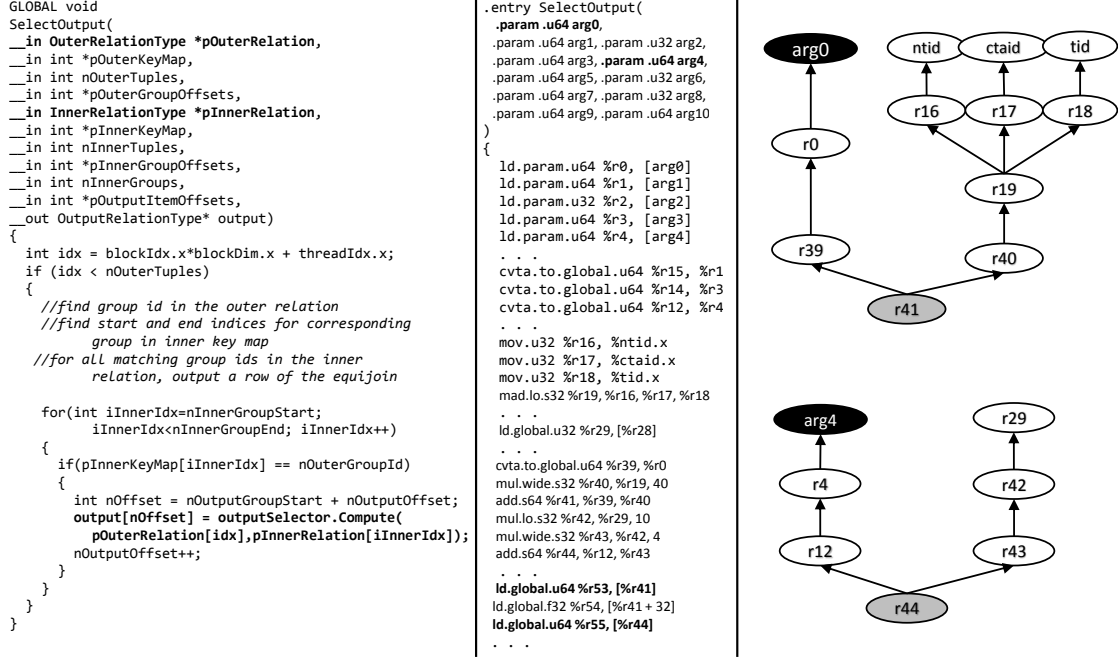 GLOBAL void
SelectOutput(
__in OuterRelationType *pOuterRelation,
__in int *pOuterKeyMap,
__in int nOuterTuples,
__in int *pOuterGroupOffsets,
__in InnerRelationType *pInnerRelation,
__in int *pInnerKeyMap,
__in int nInnerTuples,
__in int *pInnerGroupOffsets,
__in int nInnerGroups,
__in int *pOutputItemOffsets,
__out OutputRelationType* output)
{
int idx = blockIdx.x*blockDim.x + threadIdx.x;
if (idx < nOuterTuples)
{
//find group id in the outer relation
//find start and end indices for corresponding
group in inner key map
//for all matching group ids in the inner
relation, output a row of the equijoin
for(int iInnerIdx=nInnerGroupStart;
iInnerIdx<nInnerGroupEnd; iInnerIdx++)
{
if(pInnerKeyMap[iInnerIdx] == nOuterGroupId)
{
int nOffset = nOutputGroupStart + nOutputOffset;
output[nOffset] = outputSelector.Compute(
pOuterRelation[idx],pInnerRelation[iInnerIdx]);
nOutputOffset++;
}
}
}
}
.entry SelectOutput(
.param .u64 arg0,
.param .u64 arg1, .param .u32 arg2,
.param .u64 arg3, .param .u64 arg4,
.param .u64 arg5, .param .u32 arg6,
.param .u64 arg7, .param .u32 arg8,
.param .u64 arg9, .param .u64 arg10
)
{
ld.param.u64 %r0, [arg0]
ld.param.u64 %r1, [arg1]
ld.param.u32 %r2, [arg2]
ld.param.u64 %r3, [arg3]
ld.param.u64 %r4, [arg4]
. . .
cvta.to.global.u64 %r15, %r1
cvta.to.global.u64 %r14, %r3
cvta.to.global.u64 %r12, %r4
. . .
mov.u32 %r16, %ntid.x
mov.u32 %r17, %ctaid.x
mov.u32 %r18, %tid.x
mad.lo.s32 %r19, %r16, %r17, %r18
. . .
ld.global.u32 %r29, [%r28]
. . .
cvta.to.global.u64 %r39, %r0
mul.wide.s32 %r40, %r19, 40
add.s64 %r41, %r39, %r40
mul.lo.s32 %r42, %r29, 10
mul.wide.s32 %r43, %r42, 4
add.s64 %r44, %r12, %r43
. . .
ld.global.u64 %r53, [%r41]
ld.global.f32 %r54, [%r41 + 32]
ld.global.u64 %r55, [%r44]
. . .
arg0 ntid ctaid tid
r16 r17 r18
r0
r19
r39 r40
r41
arg4 r29
r4 r42
r12 r43
r44